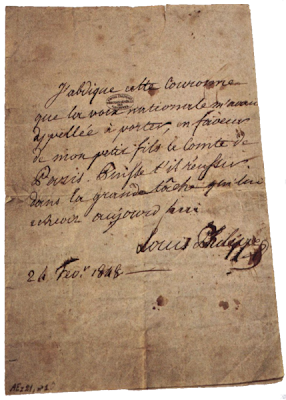 J'abdique cette Couronne
que la voix nationale m'avait
appellée à porter, en faveur
de mon petit fils le Comte de
Paris. Puisse t'il réussir
dans la grande tâche qui lui
échoit aujourd'hui.
Louis Philippe
24 Fev.r 1848